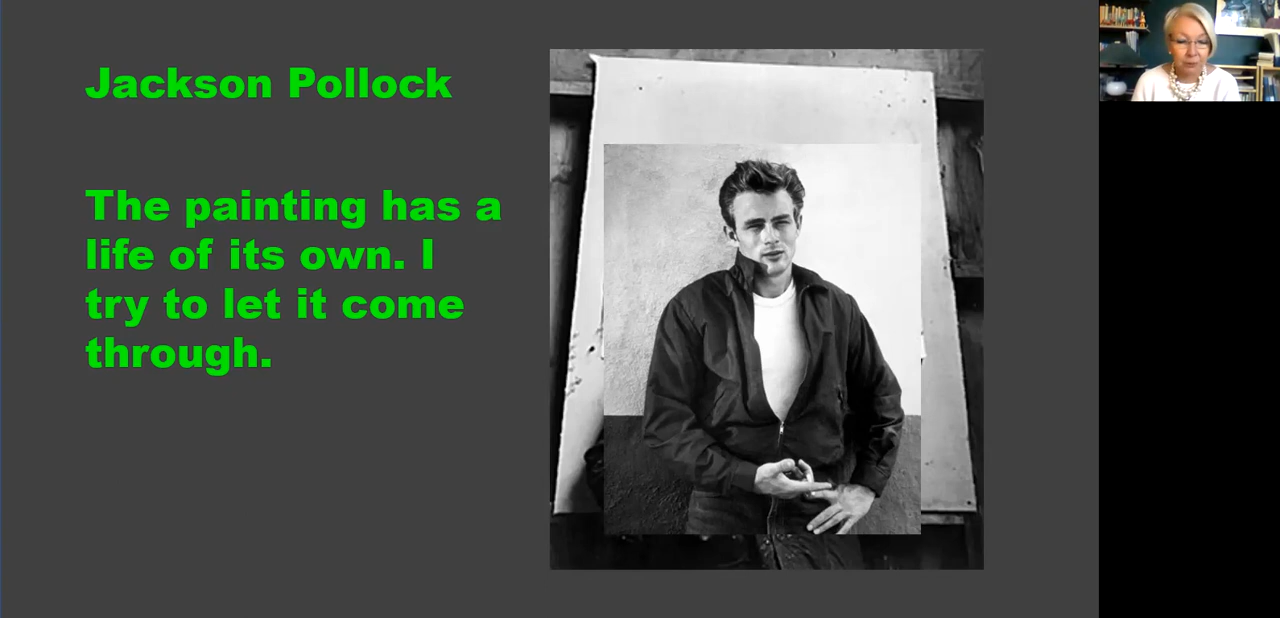 Jackson Pollock
The painting has a
life of its own. I
try to let it come
through.